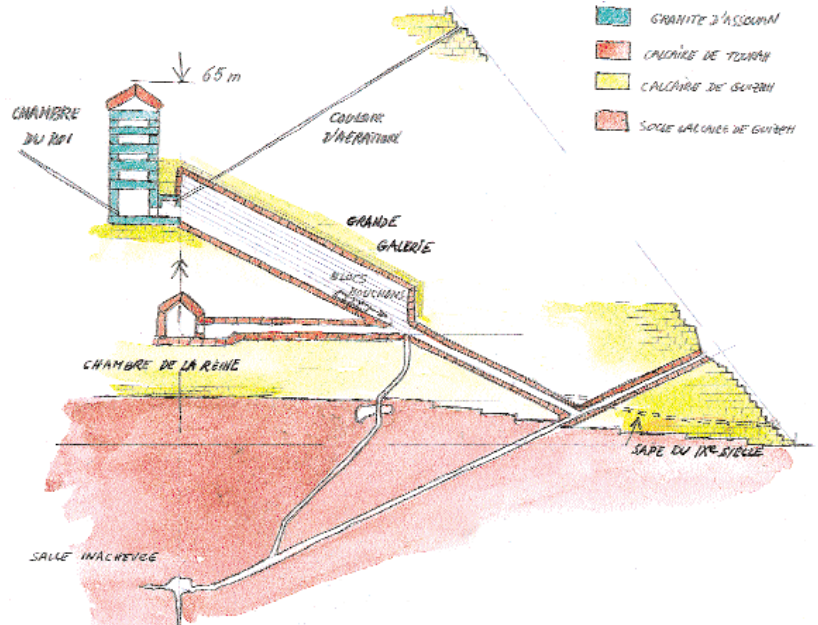 GRANITE D'ASSOUAN
CALCAIRE DE TOURAH
CALCAIRE DE GUIZEH
SOCLE CALCAIRE DE GUIZEH
65 m
CHAMBRE
DU ROI
COULOIR
D'AERATION
GRANDE
GALERIE
BLOCS
BOUCHONS
CHAMBRE DE LA REINE
SAPE DU IXe SIECLE
SALLE INACHEVEE